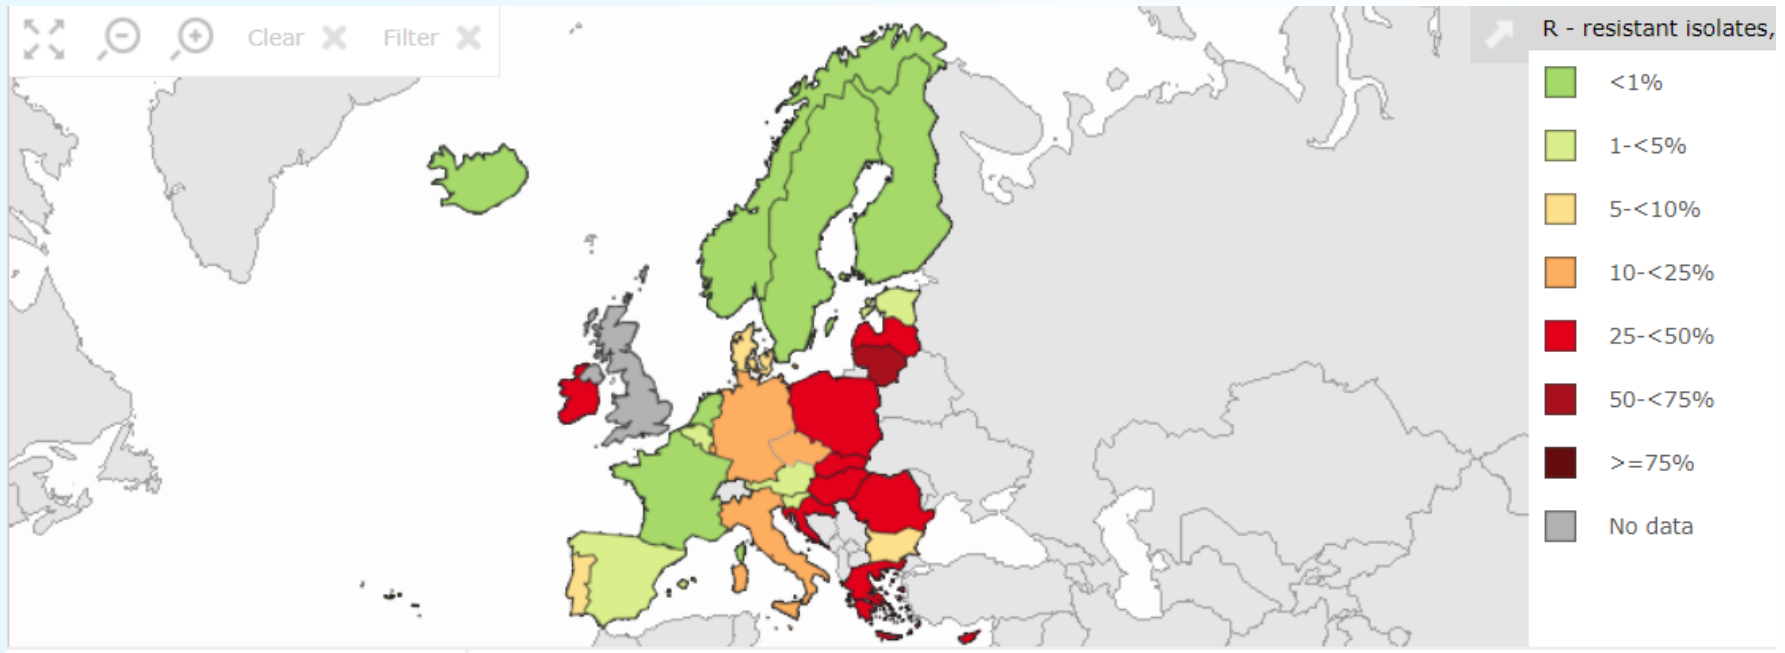 Clear
Filter
R - resistant isolates,
<1%
1-<5%
5-<10%
10-<25%
25-<50%
50-<75%
>=75%
No data